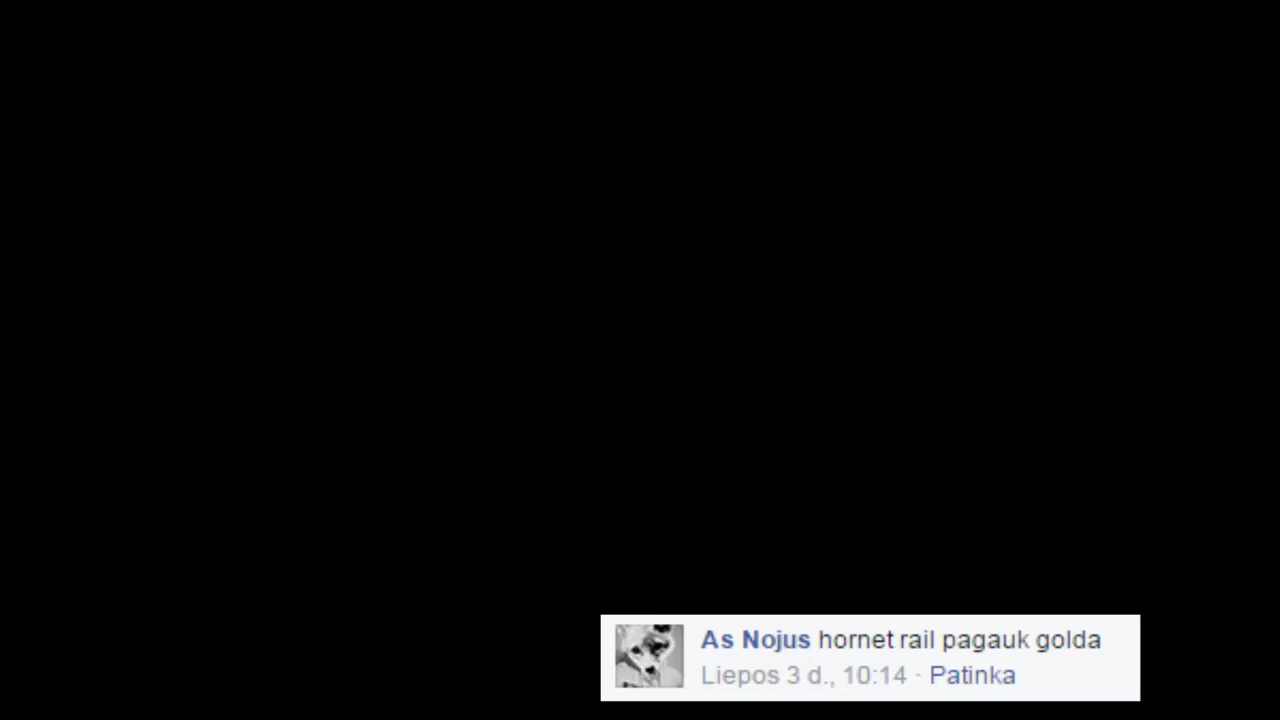 As Nojus hornet rail pagauk golda
Liepos 3 d., 10:14 · Patinka